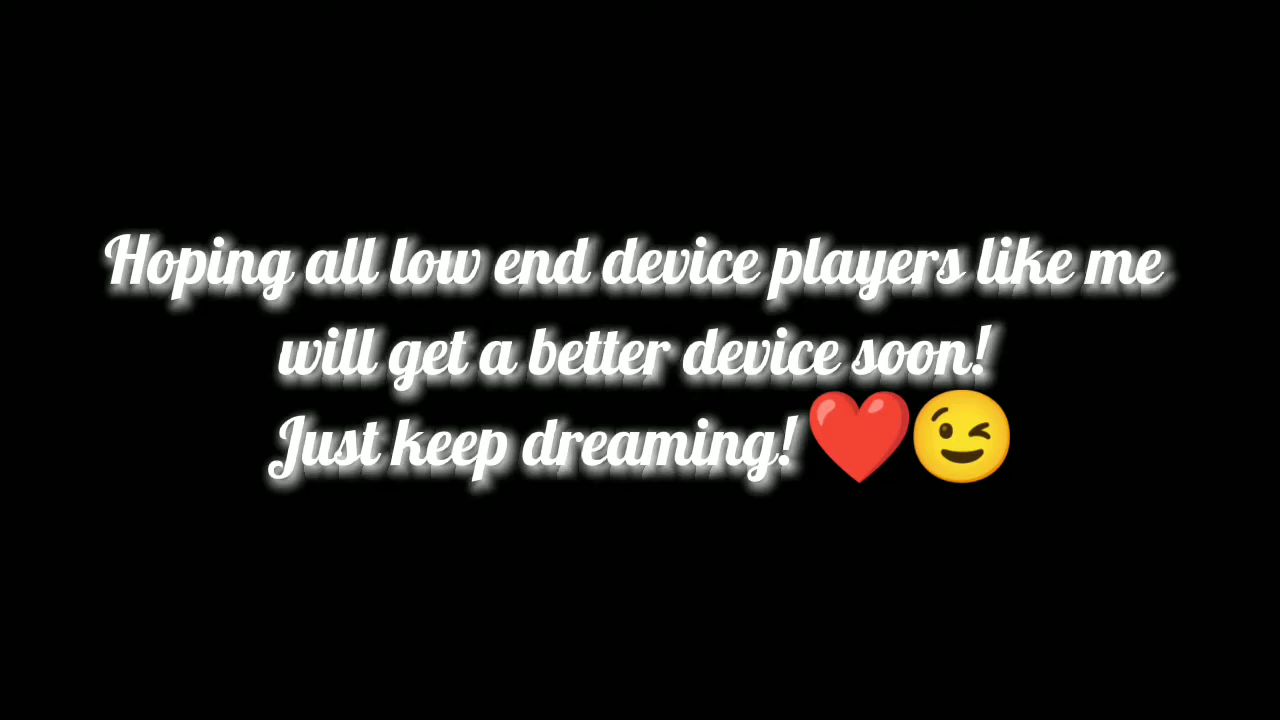 Hoping all low end device players like me
will get a better device soon!
Just keep dreaming! ❤️😉